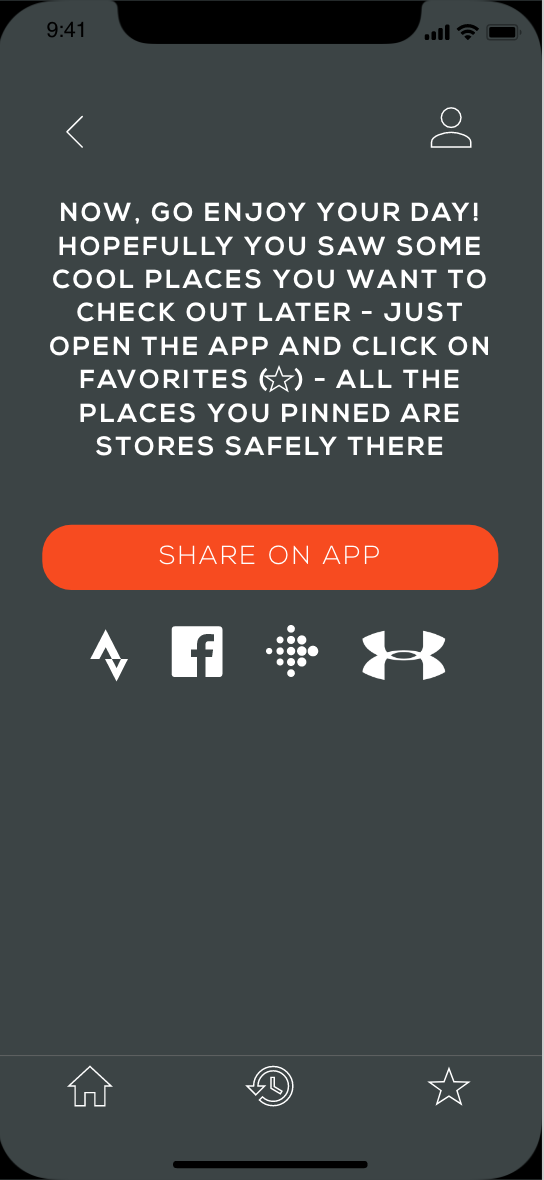 9:41
NOW, GO ENJOY YOUR DAY!
HOPEFULLY YOU SAW SOME
COOL PLACES YOU WANT TO
CHECK OUT LATER - JUST
OPEN THE APP AND CLICK ON
FAVORITES (☆) - ALL THE
PLACES YOU PINNED ARE
STORES SAFELY THERE
SHARE ON APP